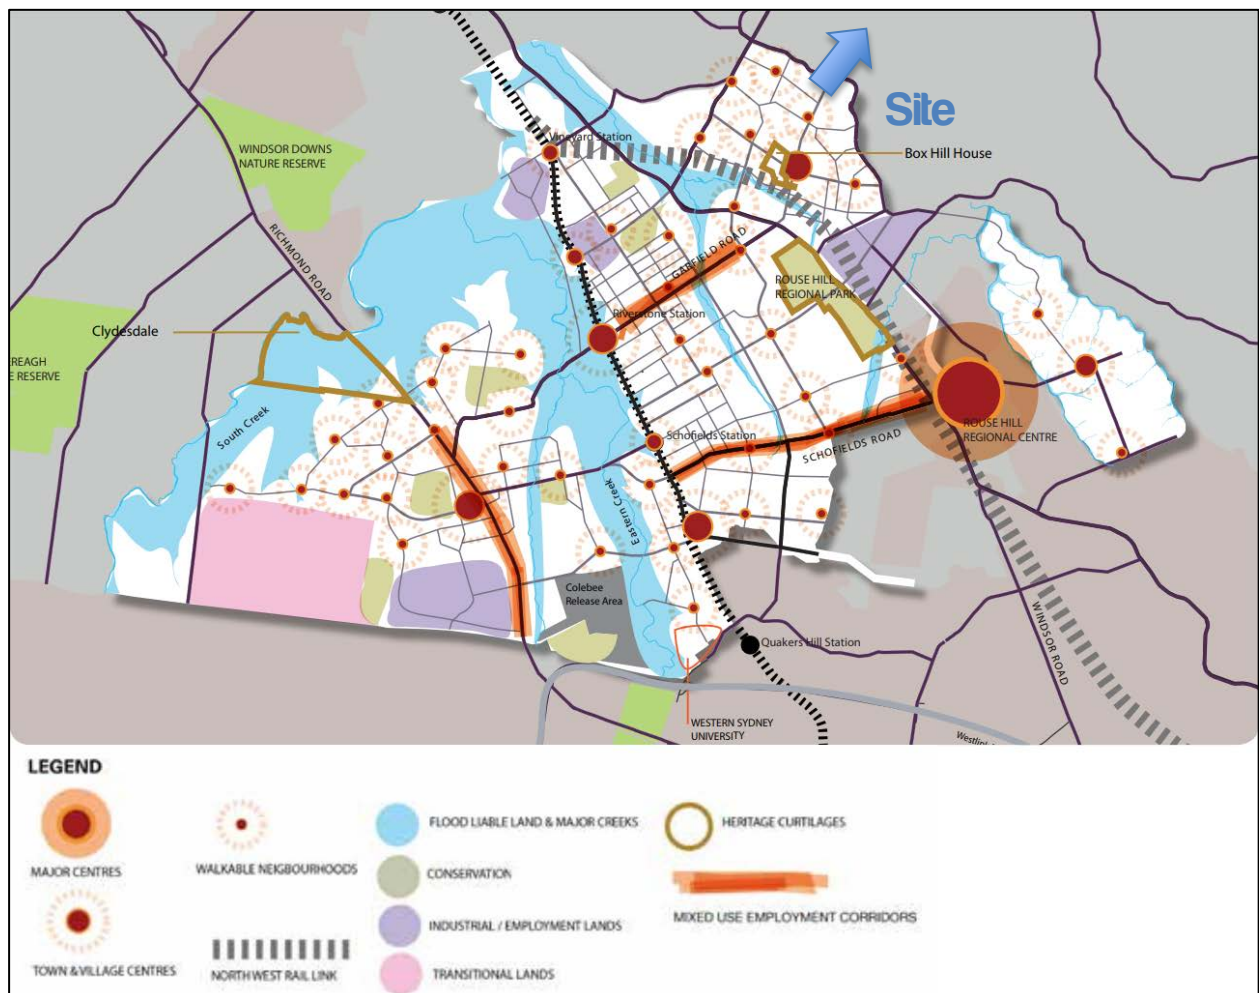 Site
Vineyard Station
WINDSOR DOWNS
NATURE RESERVE
Box Hill House
RICHMOND ROAD
GARFIELD ROAD
ROUSE HILL
REGIONAL PARK
Riverstone Station
Clydesdale
EREAGH
E RESERVE
South Creek
Schofields Station
SCHOFIELDS ROAD
ROUSE HILL
REGIONAL CENTRE
Eastern Creek
Colebee
Release Area
Quakers Hill Station
WINDSOR ROAD
WESTERN SYDNEY
UNIVERSITY
LEGEND
MAJOR CENTRES
WALKABLE NEIGBOURHOODS
FLOOD LIABLE LAND & MAJOR CREEKS
HERITAGE CURTILAGES
CONSERVATION
INDUSTRIAL / EMPLOYMENT LANDS
MIXED USE EMPLOYMENT CORRIDORS
TOWN & VILLAGE CENTRES
NORTH WEST RAIL LINK
TRANSITIONAL LANDS